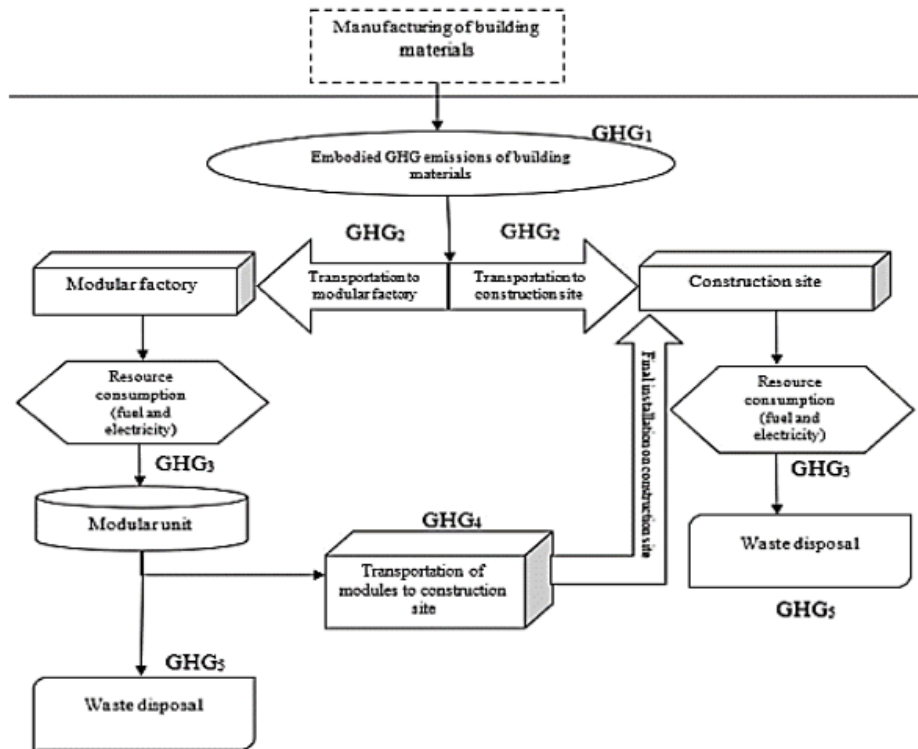 Manufacturing of building
materials
GHG₁
Embodied GHG emissions of building
materials
GHG₂
GHG₂
Modular factory
Transportation to
modular factory
Transportation to
construction site
Construction site
Resource
consumption
(fuel and
electricity)
Final installation on construction site
Resource
consumption
(fuel and
electricity)
GHG₃
GHG₃
Modular unit
GHG₄
Transportation of
modules to construction
site
Waste disposal
GHG₅
GHG₅
Waste disposal